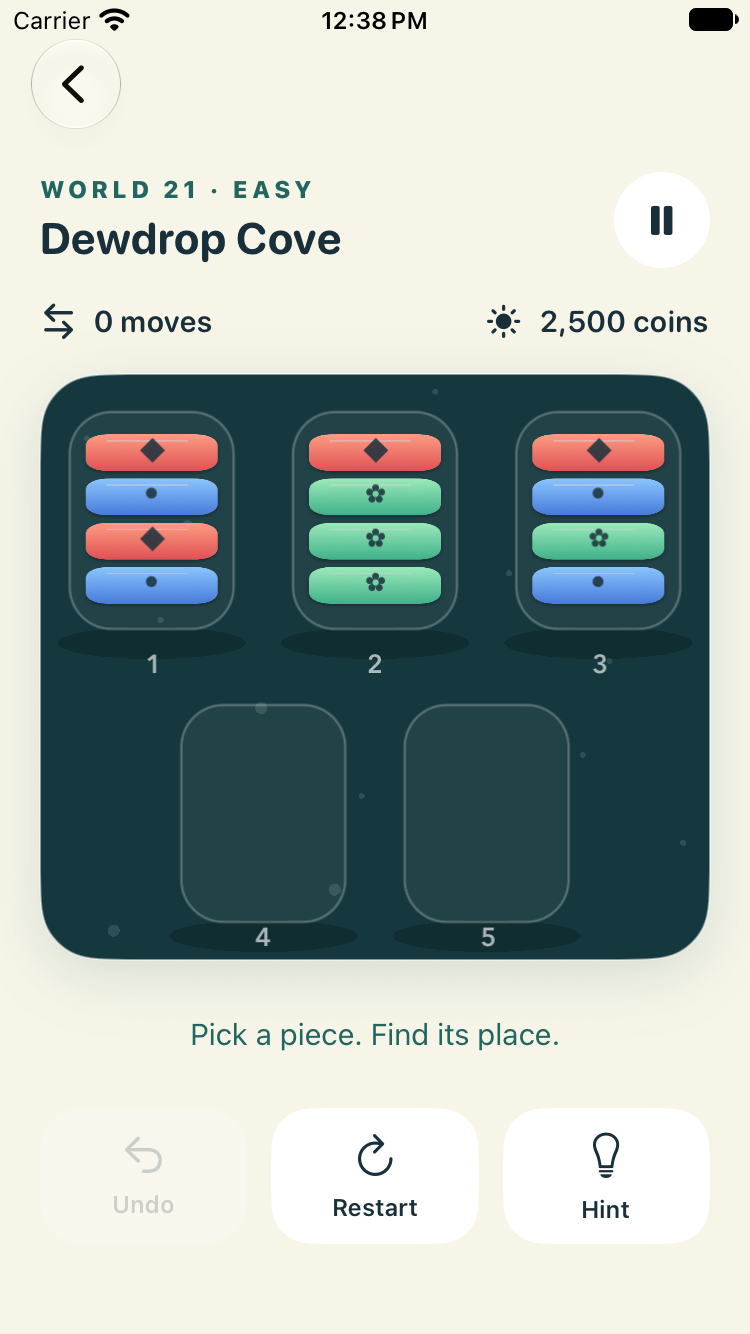 Carrier 12:38 PM
WORLD 21 · EASY
Dewdrop Cove
0 moves 2,500 coins
1 2 3
4 5
Pick a piece. Find its place.
Undo Restart Hint